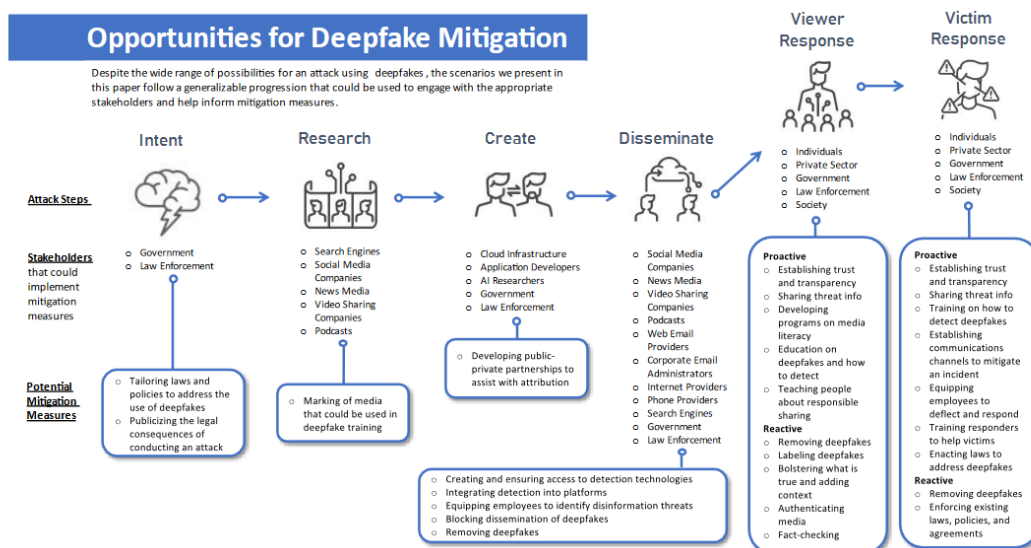 Opportunities for Deepfake Mitigation
Despite the wide range of possibilities for an attack using deepfakes, the scenarios we present in
this paper follow a generalizable progression that could be used to engage with the appropriate
stakeholders and help inform mitigation measures.
Attack Steps
Stakeholders
that could
implement
mitigation
measures
Potential
Mitigation
Measures
Intent
o Government
o Law Enforcement
o Tailoring laws and
policies to address the
use of deepfakes
o Publicizing the legal
consequences of
conducting an attack
Research
o Search Engines
o Social Media
Companies
o News Media
o Video Sharing
Companies
o Podcasts
o Marking of media
that could be used in
deepfake training
Create
o Cloud Infrastructure
o Application Developers
o AI Researchers
o Government
o Law Enforcement
o Developing public-
private partnerships to
assist with attribution
Disseminate
o Social Media
Companies
o News Media
o Video Sharing
Companies
o Podcasts
o Web Email
Providers
o Corporate Email
Administrators
o Internet Providers
o Phone Providers
o Search Engines
o Government
o Law Enforcement
o Creating and ensuring access to detection technologies
o Integrating detection into platforms
o Equipping employees to identify disinformation threats
o Blocking dissemination of deepfakes
o Removing deepfakes
Viewer
Response
o Individuals
o Private Sector
o Government
o Law Enforcement
o Society
Proactive
o Establishing trust
and transparency
o Sharing threat info
o Developing
programs on media
literacy
o Education on
deepfakes and how
to detect
o Teaching people
about responsible
sharing
Reactive
o Removing deepfakes
o Labeling deepfakes
o Bolstering what is
true and adding
context
o Authenticating
media
o Fact-checking
Victim
Response
o Individuals
o Private Sector
o Government
o Law Enforcement
o Society
Proactive
o Establishing trust
and transparency
o Sharing threat info
o Training on how to
detect deepfakes
o Establishing
communications
channels to mitigate
an incident
o Equipping
employees to
deflect and respond
o Training responders
to help victims
o Enacting laws to
address deepfakes
Reactive
o Removing deepfakes
o Enforcing existing
laws, policies, and
agreements